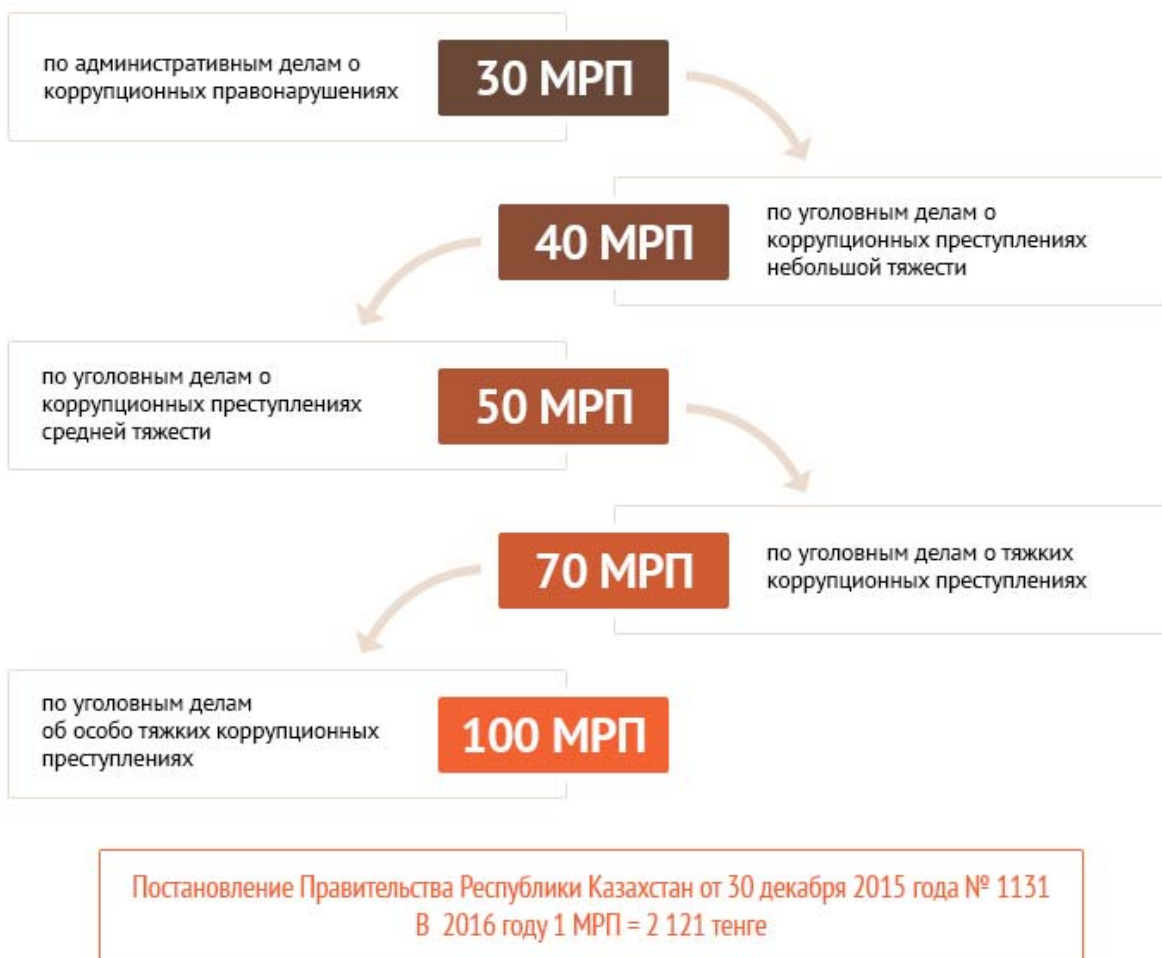 по административным делам о
коррупционных правонарушениях
30 МРП
40 МРП
по уголовным делам о
коррупционных преступлениях
небольшой тяжести
по уголовным делам о
коррупционных преступлениях
средней тяжести
50 МРП
70 МРП
по уголовным делам о тяжких
коррупционных преступлениях
по уголовным делам
об особо тяжких коррупционных
преступлениях
100 МРП
Постановление Правительства Республики Казахстан от 30 декабря 2015 года № 1131
В 2016 году 1 МРП = 2 121 тенге